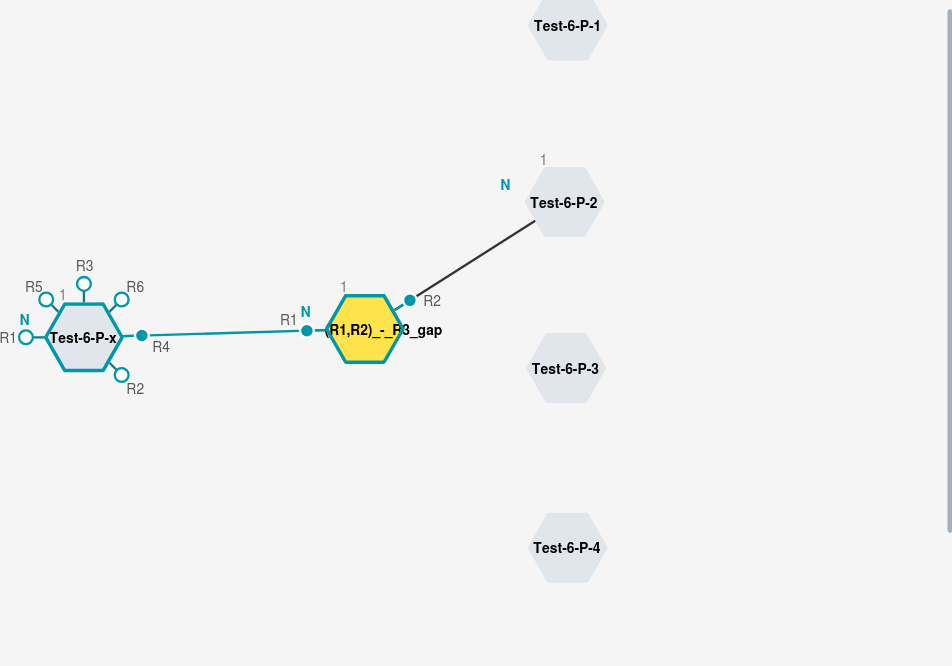 Test-6-P-1
1
N
Test-6-P-2
R3
R5
1
R6
N
R1
Test-6-P-x
R4
R2
1
N
R1
R2
(R1,R2)_-_R3_gap
Test-6-P-3
Test-6-P-4